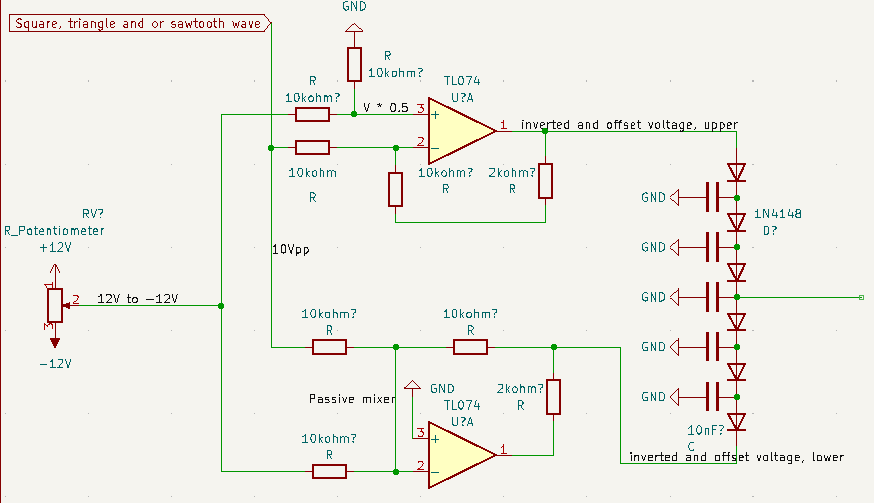 GND
Square, triangle and or sawtooth wave
R
10kohm?
R
10kohm?
TL074
U?A
V * 0.5
3
+
1
inverted and offset voltage, upper
2
−
10kohm
R
10kohm?
R
2kohm?
R
GND
1N4148
D?
RV?
R_Potentiometer
+12V
GND
10Vpp
1
2
12V to −12V
3
GND
−12V
10kohm?
R
10kohm?
R
GND
Passive mixer
GND
TL074
U?A
2kohm?
R
GND
10nF?
C
10kohm?
R
3
+
1
2
−
inverted and offset voltage, lower